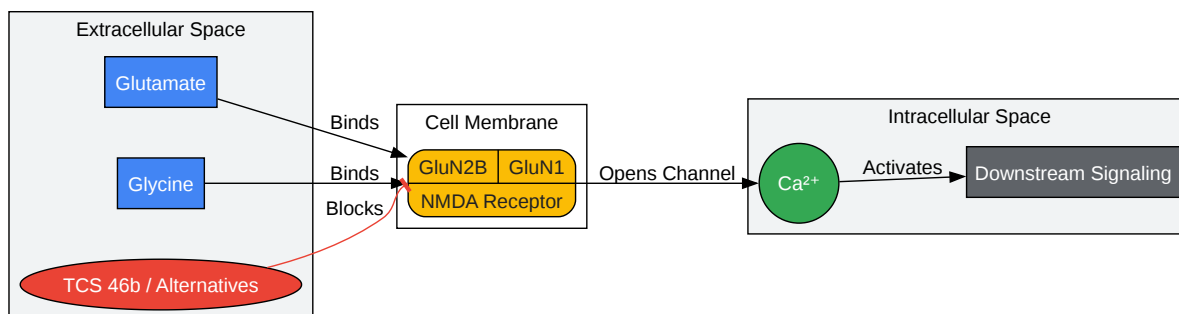 Extracellular Space
Glutamate
Glycine
TCS 46b / Alternatives
Binds
Binds
Blocks
Cell Membrane
GluN2B GluN1
NMDA Receptor
Opens Channel
Intracellular Space
Ca²⁺
Activates
Downstream Signaling